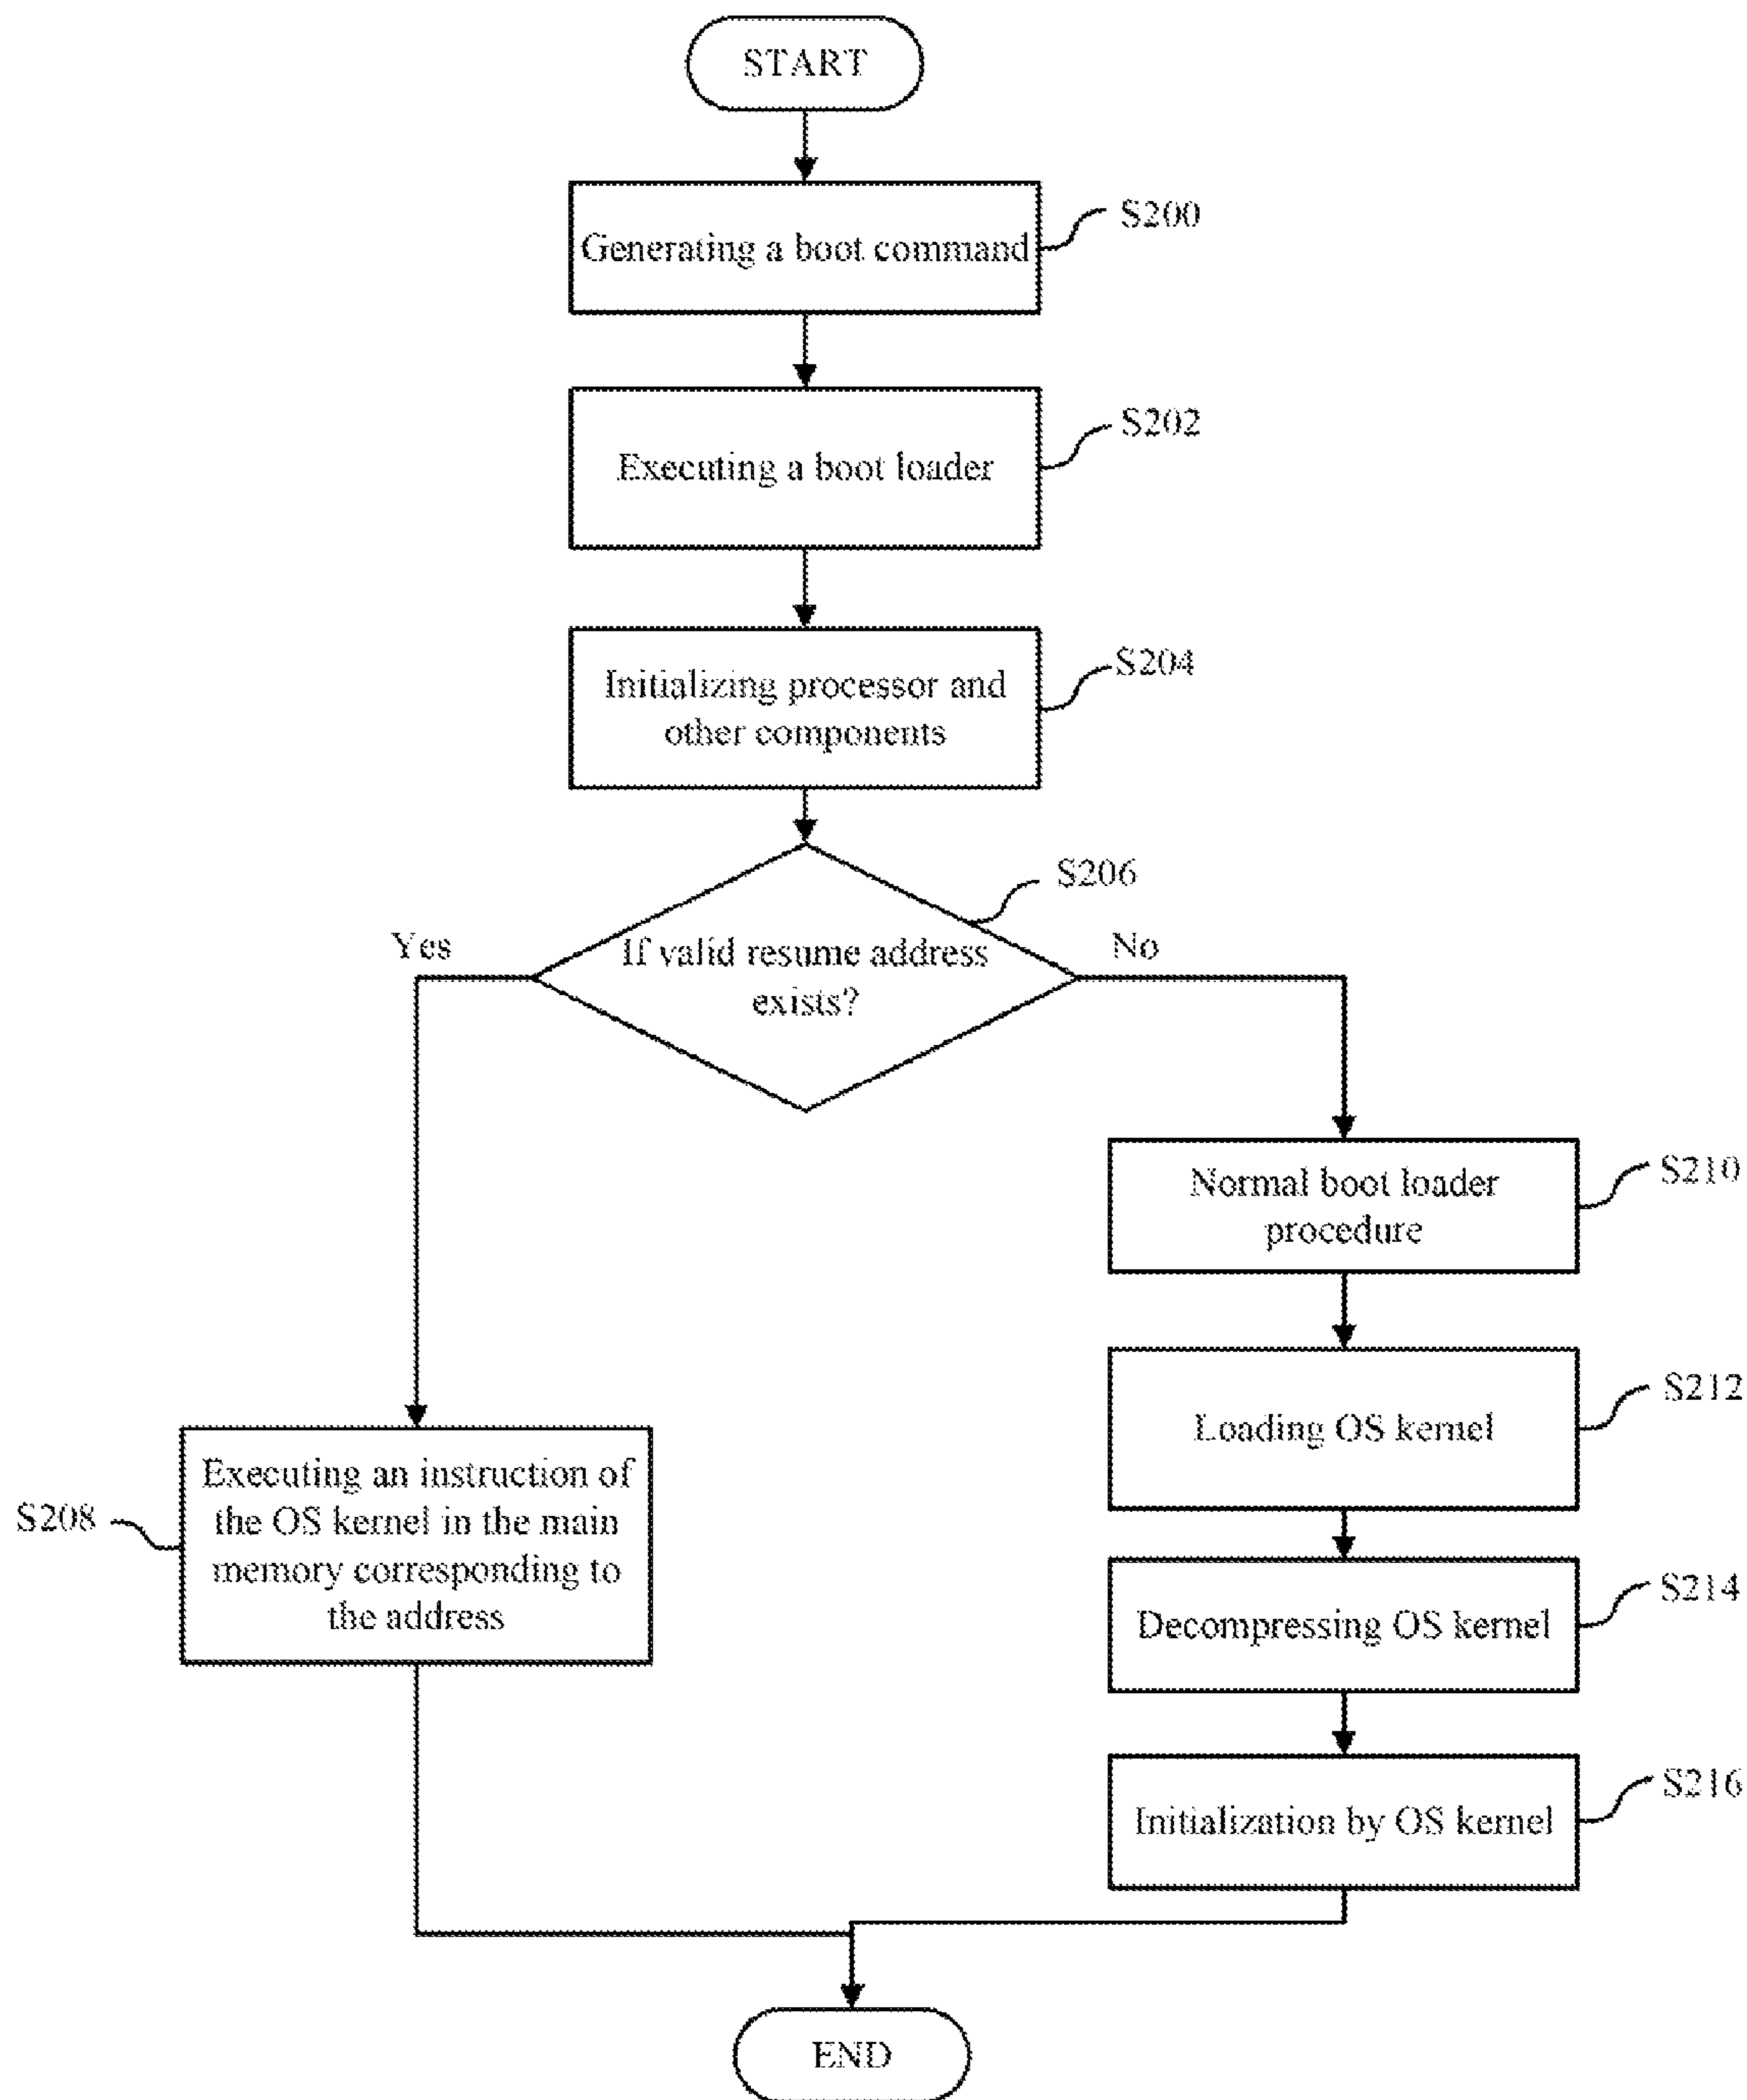 START
Generating a boot command
S200
Executing a boot loader
S202
Initializing processor and
other components
S204
If valid resume address
exists?
S206
Yes
No
Executing an instruction of
the OS kernel in the main
memory corresponding to
the address
S208
Normal boot loader
procedure
S210
Loading OS kernel
S212
Decompressing OS kernel
S214
Initialization by OS kernel
S216
END